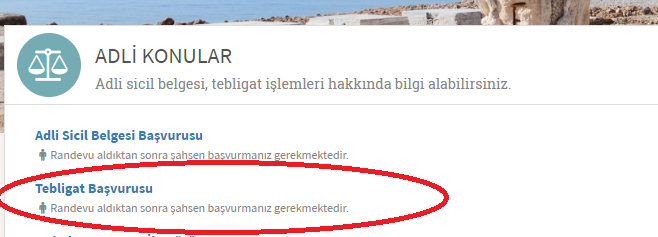 ADLİ KONULAR
Adli sicil belgesi, tebligat işlemleri hakkında bilgi alabilirsiniz.
Adli Sicil Belgesi Başvurusu
Randevu aldıktan sonra şahsen başvurmanız gerekmektedir.
Tebligat Başvurusu
Randevu aldıktan sonra şahsen başvurmanız gerekmektedir.